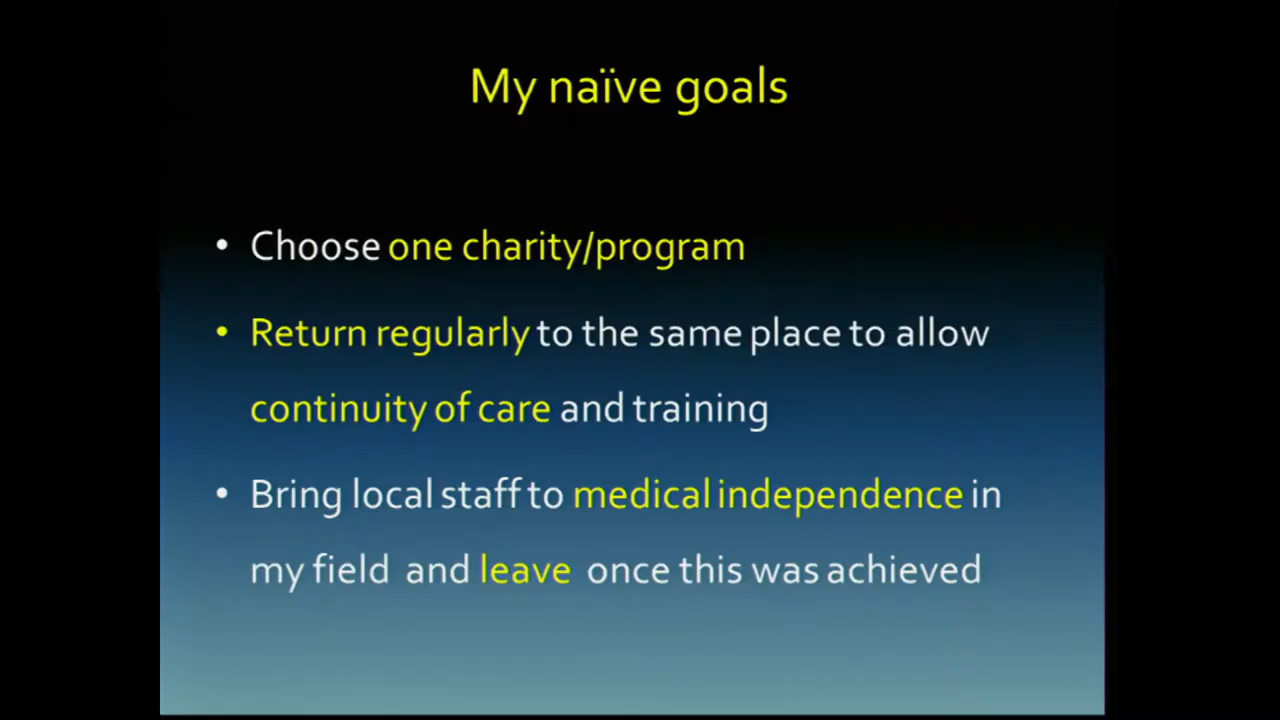 My naïve goals
• Choose one charity/program
• Return regularly to the same place to allow
continuity of care and training
• Bring local staff to medical independence in
my field and leave once this was achieved